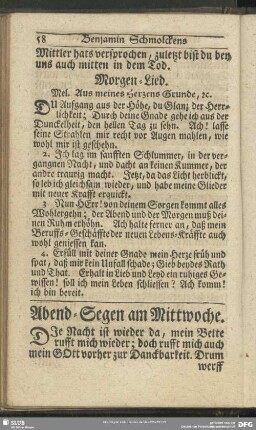 58 Benjamin Schmolckens
Mittler hats versprochen, zuletzt bist du bey
uns auch mitten in dem Tod.
Morgen-Lied.
Mel. Aus meines Herzens Grunde, ꝛc.
DU Aufgang aus der Höhe, du Glanz der Herr-
lichkeit; Durch deine Gnade gehe ich aus der
Dunckelheit, den hellen Tag zu sehn. Ach! lasse
seine Strahlen mir recht vor Augen mahlen, wie
wohl mir ist geschehn.
2. Ich lag im sanfften Schlummer, in der ver-
gangnen Nacht, und dacht an keinen Kummer, der
andre traurig macht. Jetzt, da das Licht herblickt,
so leb ich gleichsam wieder, und habe meine Glieder
mit neuer Krafft erquickt.
3 Nun HErr! von deinem Sorgen kommt alles
Wohlergehn; der Abend und der Morgen muß dei-
nen Ruhm erhöhn. Ach halte ferner an, daß mein
Beruffs-Geschäffte der neuen Lebens-Kräffte auch
wohl geniessen kan.
4. Erfüll mit deiner Gnade mein Herze früh und
spat, daß mir kein Unfall schade: Gieb beydes Rath
und That. Erhalt in Lieb und Leyd ein ruhiges Ge-
wissen! soll ich mein Leben schliessen? Ach komm!
ich bin bereit.
Abend-Segen am Mittwoche.
DIe Nacht ist wieder da, mein Bette
rufft mich wieder; doch rufft mich auch
mein GOtt vorher zur Danckbarkeit. Drum
werff
SLUB
DFG